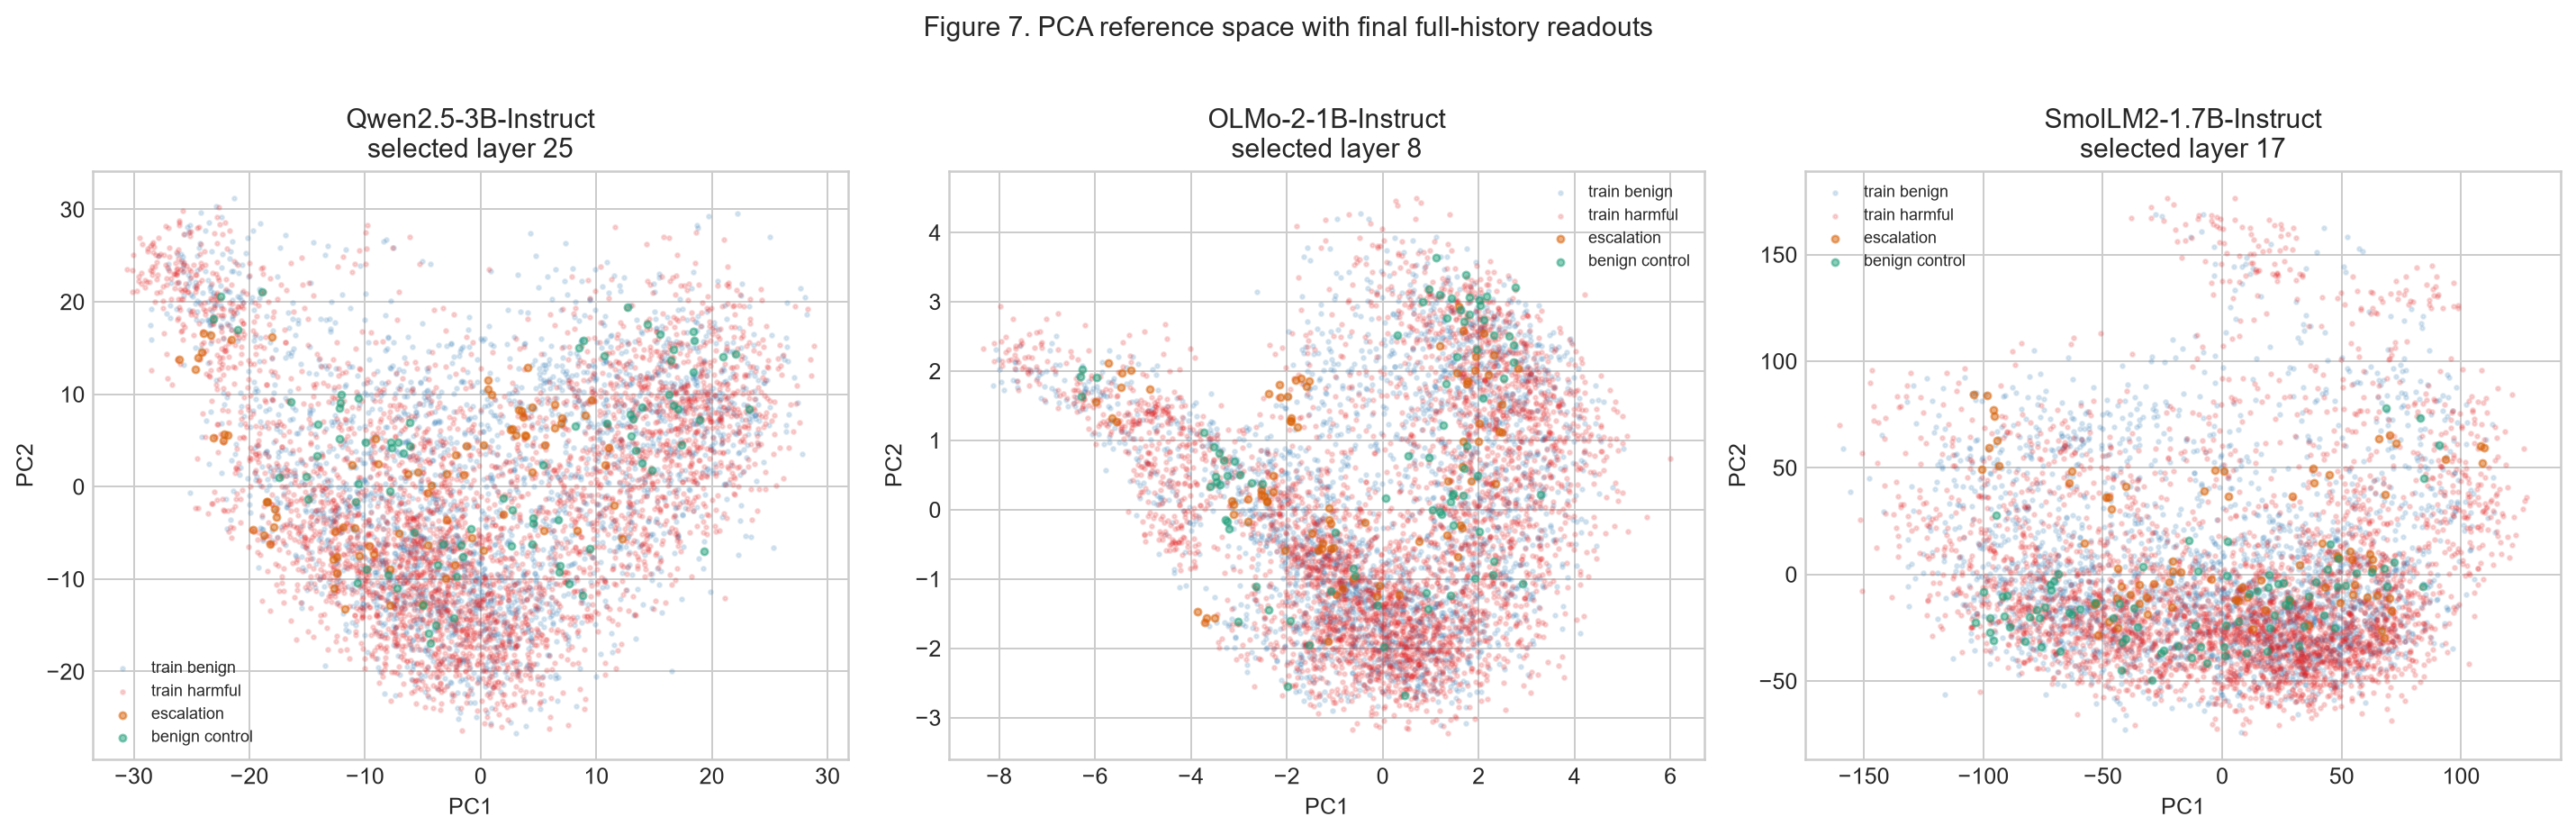 Figure 7. PCA reference space with final full-history readouts
Qwen2.5-3B-Instruct
selected layer 25
30
20
10
0
−10
−20
PC2
train benign
train harmful
escalation
benign control
−30
−20
−10
0
10
20
30
PC1
OLMo-2-1B-Instruct
selected layer 8
train benign
train harmful
escalation
benign control
4
3
2
1
0
−1
−2
−3
PC2
−8
−6
−4
−2
0
2
4
6
PC1
SmolLM2-1.7B-Instruct
selected layer 17
train benign
train harmful
escalation
benign control
150
100
50
0
−50
PC2
−150
−100
−50
0
50
100
PC1